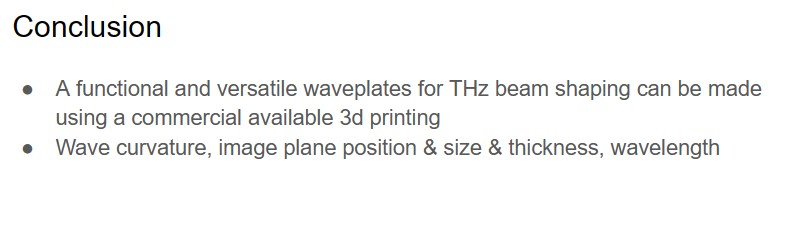 Conclusion
● A functional and versatile waveplates for THz beam shaping can be made
using a commercial available 3d printing
● Wave curvature, image plane position & size & thickness, wavelength